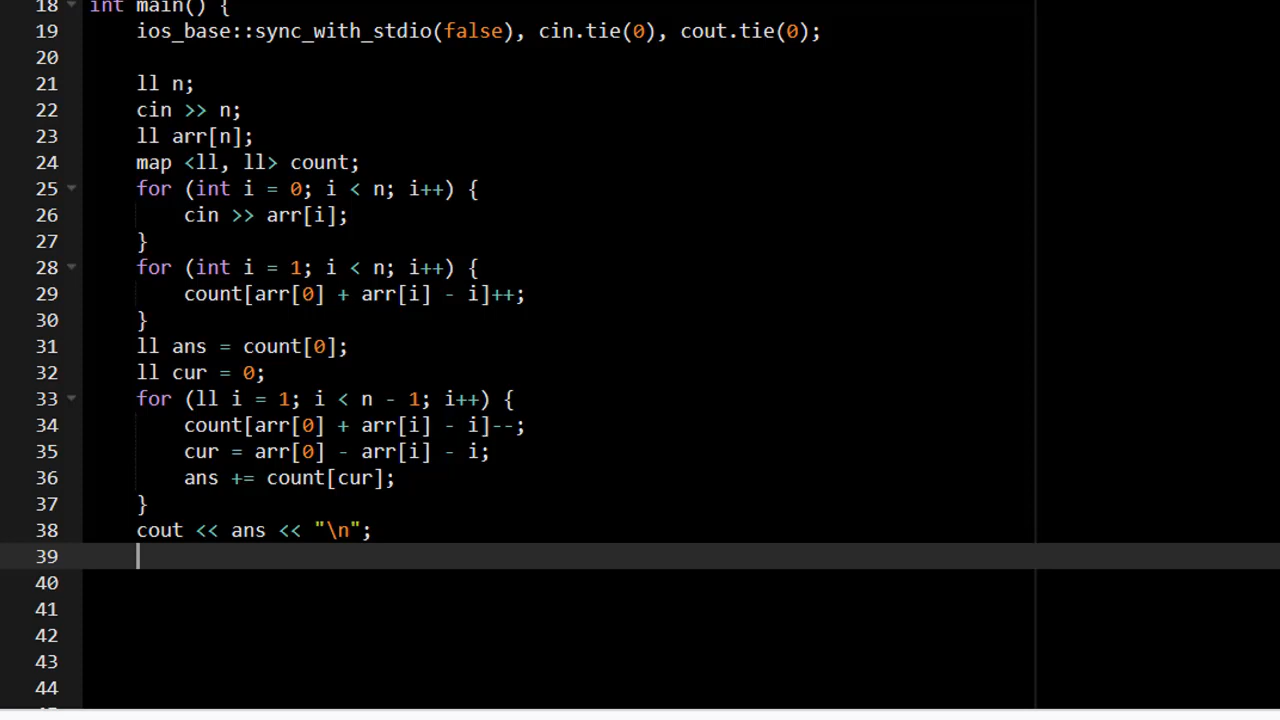 18 int main() {
19     ios_base::sync_with_stdio(false), cin.tie(0), cout.tie(0);
20
21     ll n;
22     cin >> n;
23     ll arr[n];
24     map <ll, ll> count;
25     for (int i = 0; i < n; i++) {
26         cin >> arr[i];
27     }
28     for (int i = 1; i < n; i++) {
29         count[arr[0] + arr[i] - i]++;
30     }
31     ll ans = count[0];
32     ll cur = 0;
33     for (ll i = 1; i < n - 1; i++) {
34         count[arr[0] + arr[i] - i]--;
35         cur = arr[0] - arr[i] - i;
36         ans += count[cur];
37     }
38     cout << ans << "\n";
39
40
41
42
43
44